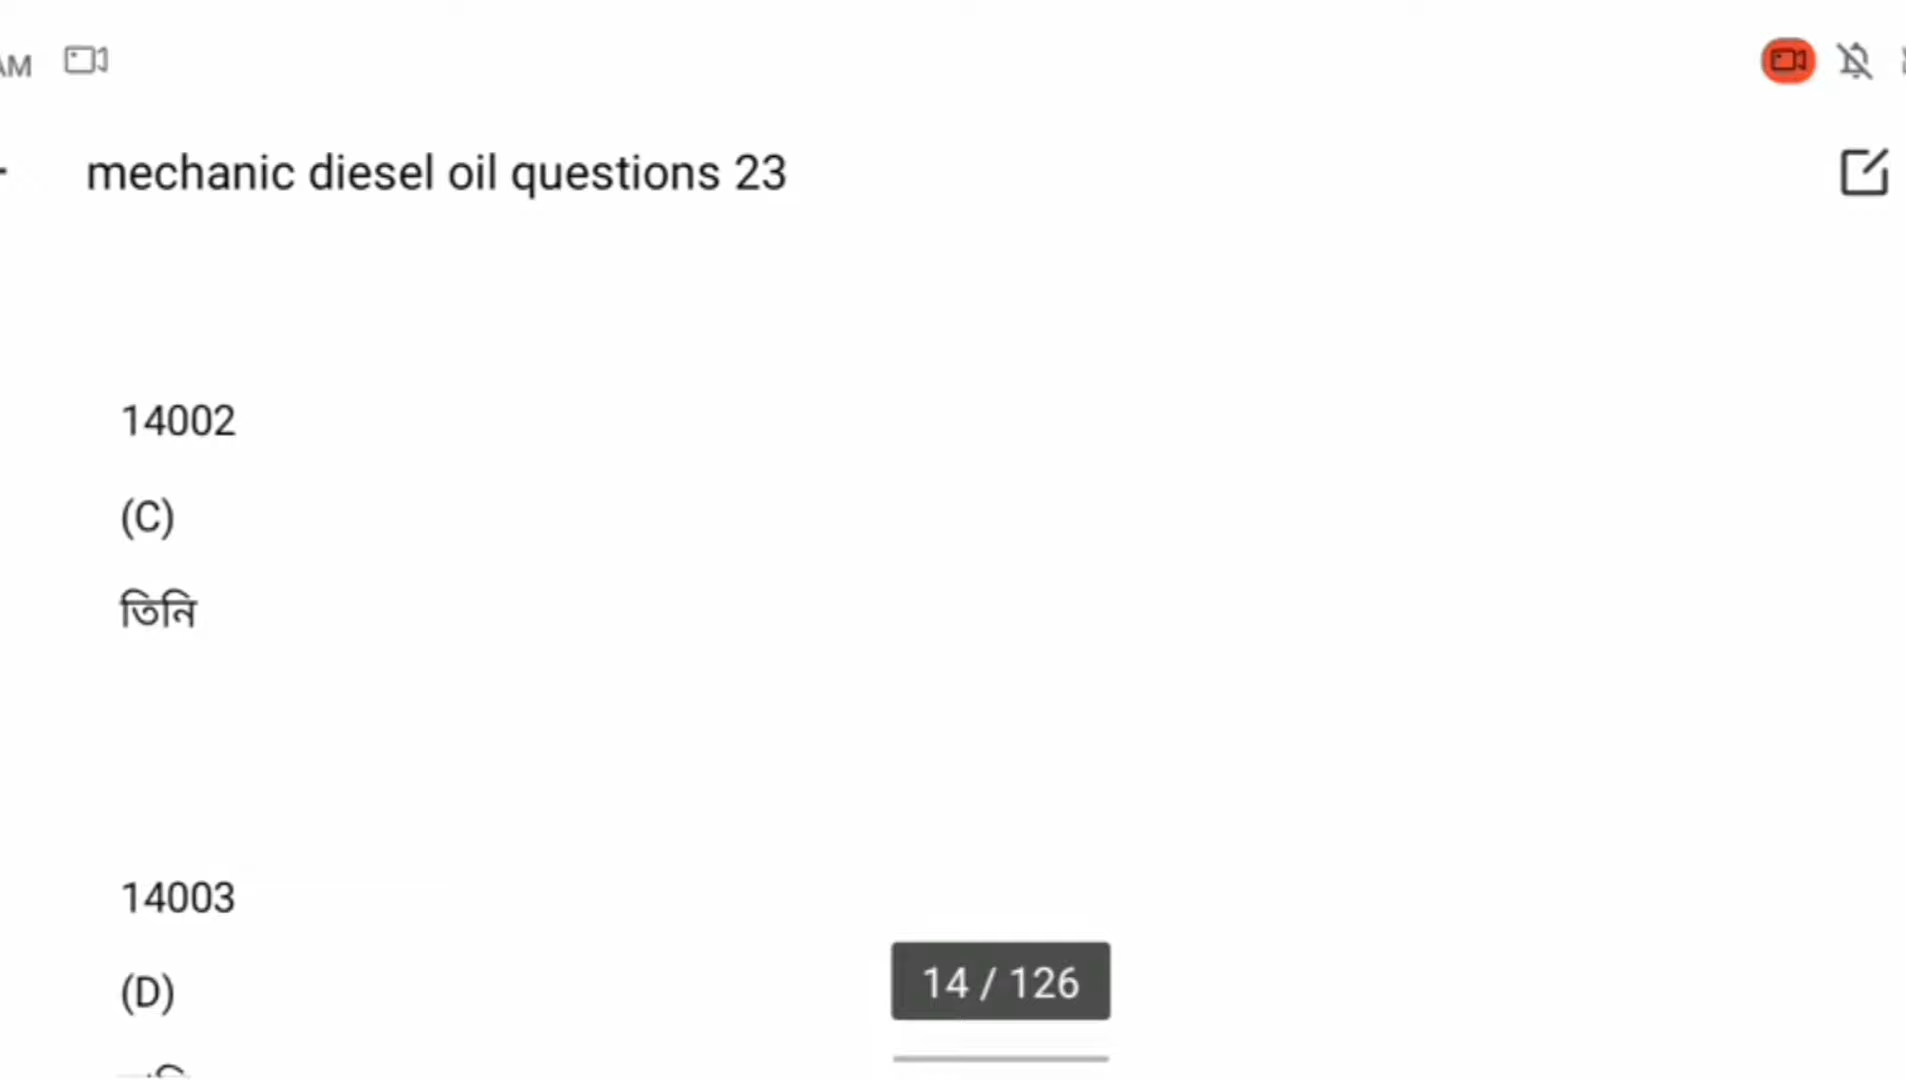 AM
mechanic diesel oil questions 23
14002
(C)
তিনি
14003
(D)
14 / 126